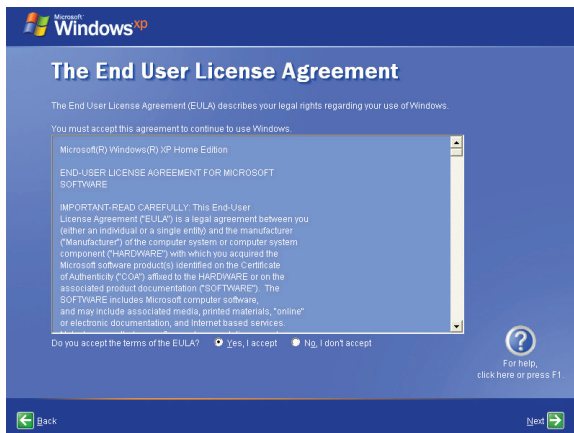 Microsoft®
Windows xp
The End User License Agreement
The End User License Agreement (EULA) describes your legal rights regarding your use of Windows.
You must accept this agreement to continue to use Windows.
Microsoft(R) Windows(R) XP Home Edition
END-USER LICENSE AGREEMENT FOR MICROSOFT
SOFTWARE
IMPORTANT-READ CAREFULLY: This End-User
License Agreement ("EULA") is a legal agreement between you
(either an individual or a single entity) and the manufacturer
("Manufacturer") of the computer system or computer system
component ("HARDWARE") with which you acquired the
Microsoft software product(s) identified on the Certificate
of Authenticity ("COA") affixed to the HARDWARE or on the
associated product documentation ("SOFTWARE"). The
SOFTWARE includes Microsoft computer software,
and may include associated media, printed materials, "online"
or electronic documentation, and Internet based services.
Do you accept the terms of the EULA? Yes, I accept No, I don't accept
For help,
click here or press F1.
Back Next